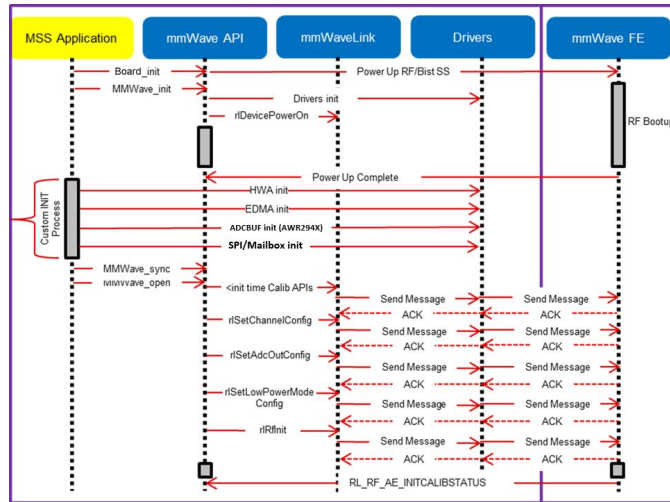 MSS Application
mmWave API
mmWaveLink
Drivers
mmWave FE
Board_init
Power Up RF/Bist SS
MMWave_init
Drivers init
rlDevicePowerOn
RF Bootup
Power Up Complete
Custom INIT
Process
HWA init
EDMA init
ADCBUF init (AWR294X)
SPI/Mailbox init
MMWave_sync
MMWave_open
<init time Calib APIs
Send Message
Send Message
ACK
ACK
rlSetChannelConfig
Send Message
Send Message
ACK
ACK
rlSetAdcOutConfig
Send Message
Send Message
ACK
ACK
rlSetLowPowerMode
Config
Send Message
Send Message
ACK
ACK
rlRfInit
Send Message
Send Message
ACK
ACK
RL_RF_AE_INITCALIBSTATUS